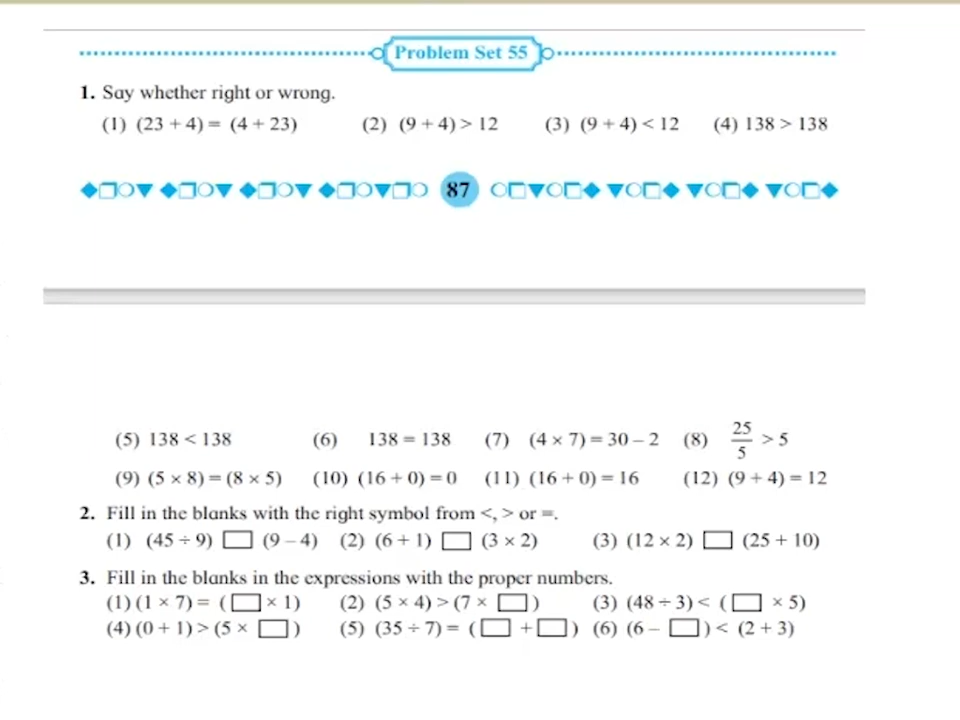 Problem Set 55
1. Say whether right or wrong.
(1) (23 + 4) = (4 + 23) (2) (9 + 4) > 12 (3) (9 + 4) < 12 (4) 138 > 138
87
(5) 138 < 138 (6) 138 = 138 (7) (4 × 7) = 30 – 2 (8) 25/5 > 5
(9) (5 × 8) = (8 × 5) (10) (16 + 0) = 0 (11) (16 + 0) = 16 (12) (9 + 4) = 12
2. Fill in the blanks with the right symbol from <, > or =.
(1) (45 ÷ 9) □ (9 – 4) (2) (6 + 1) □ (3 × 2) (3) (12 × 2) □ (25 + 10)
3. Fill in the blanks in the expressions with the proper numbers.
(1) (1 × 7) = (□ × 1) (2) (5 × 4) > (7 × □) (3) (48 ÷ 3) < (□ × 5)
(4) (0 + 1) > (5 × □) (5) (35 ÷ 7) = (□ + □) (6) (6 – □) < (2 + 3)